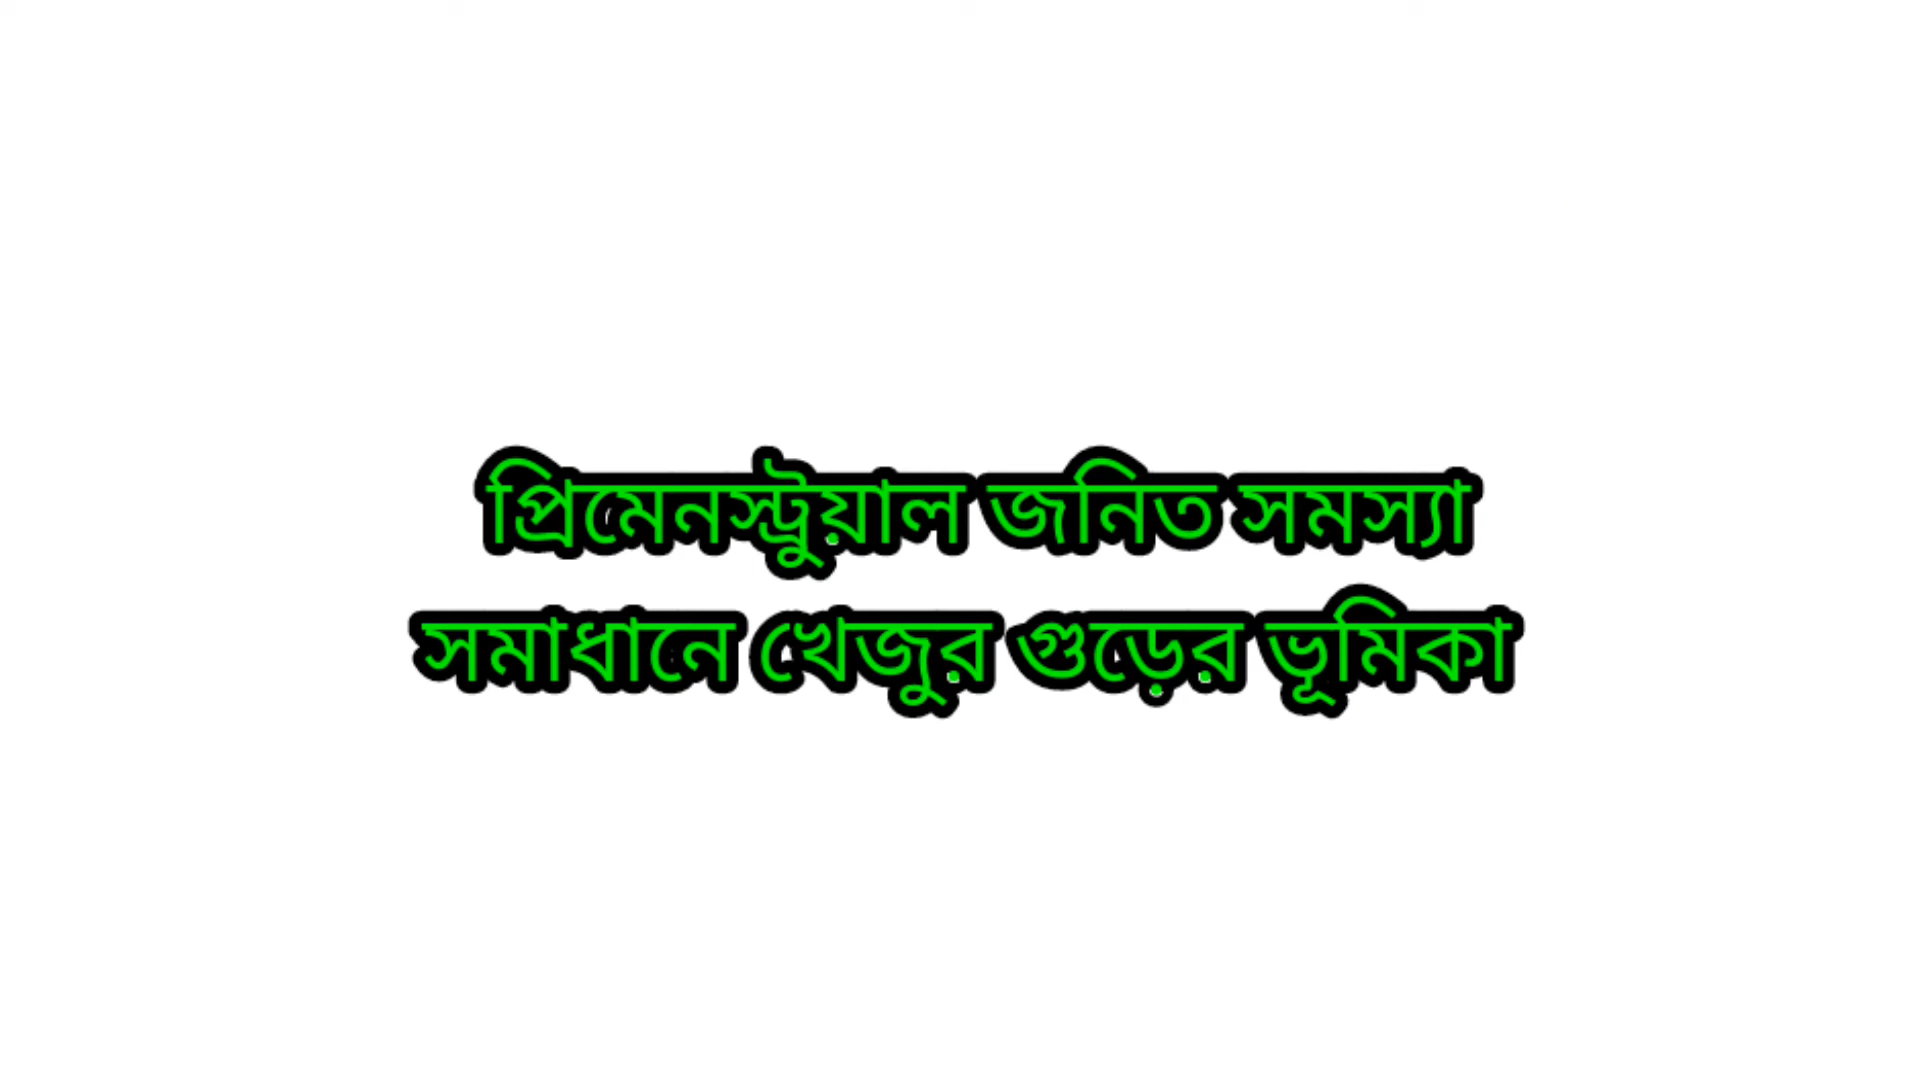 প্রিমেনস্ট্রুয়াল জনিত সমস্যা
সমাধানে খেজুর গুড়ের ভূমিকা